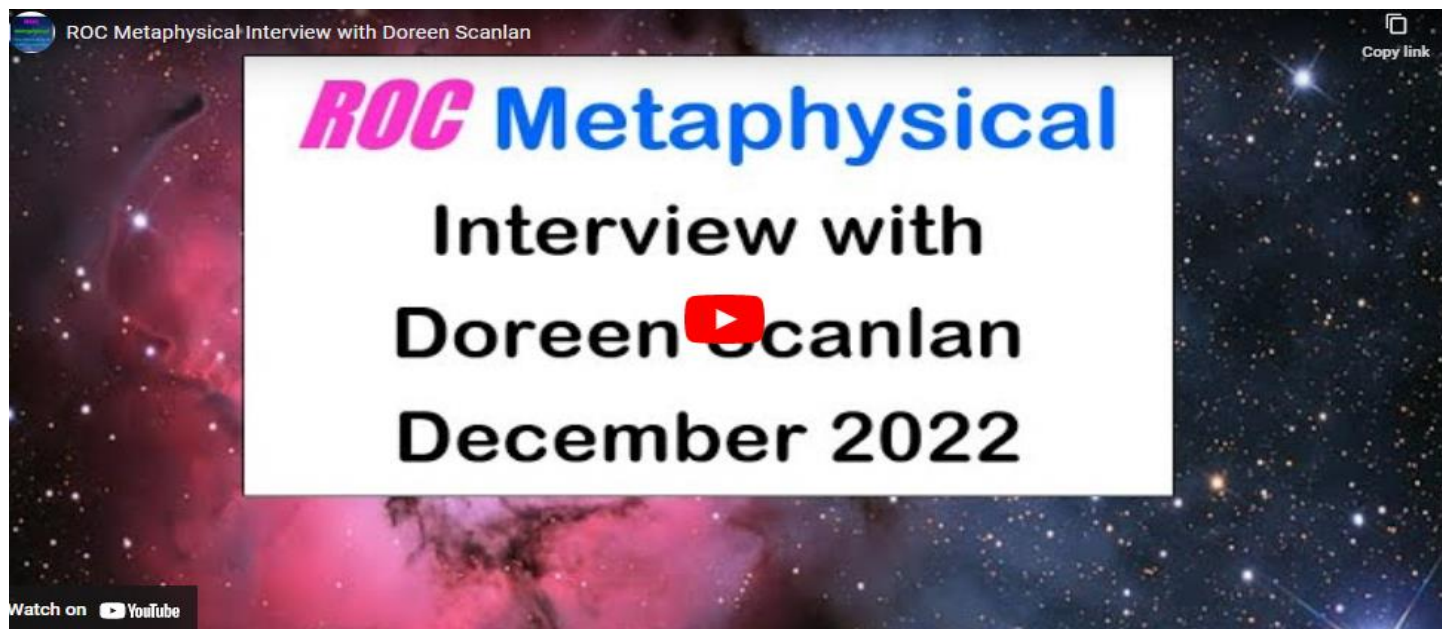 ROC Metaphysical Interview with Doreen Scanlan
Copy link
ROC Metaphysical
Interview with
Doreen Scanlan
December 2022
Watch on YouTube